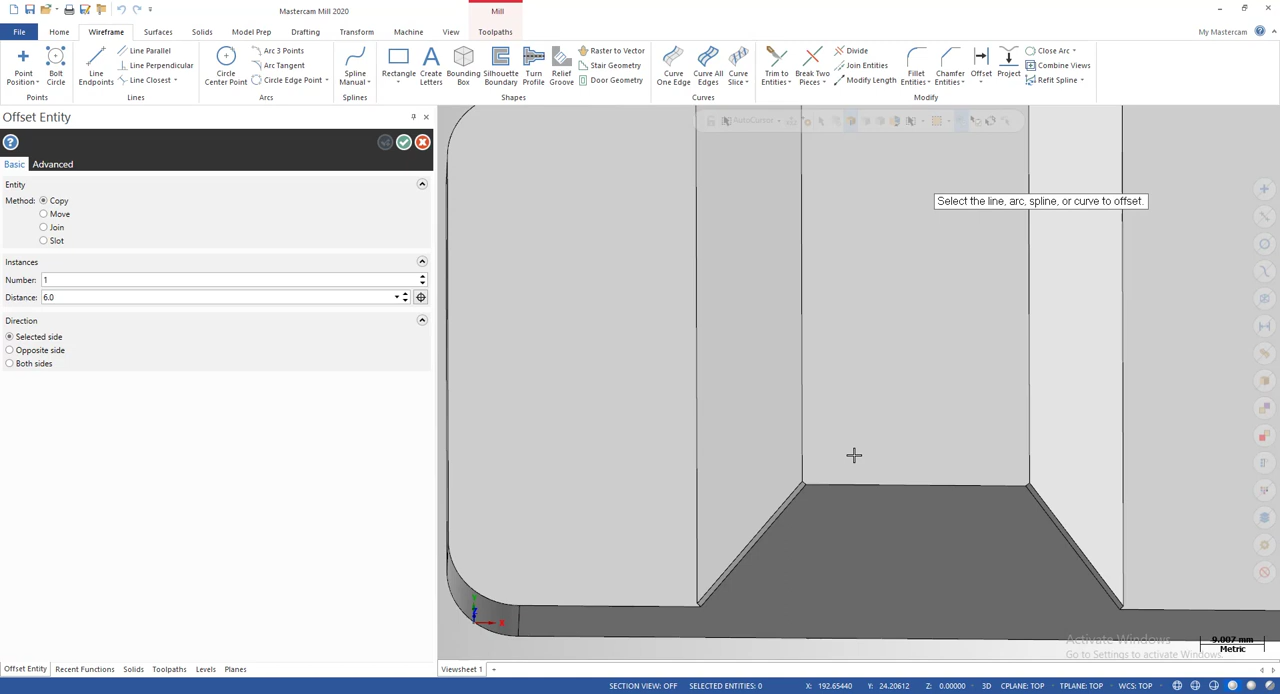 Mastercam Mill 2020
Mill
File Home Wireframe Surfaces Solids Model Prep Drafting Transform Machine View Toolpaths My Mastercam
Point Position
Bolt Circle
Points
Line Endpoints
Line Parallel
Line Perpendicular
Line Closest
Lines
Circle Center Point
Arc 3 Points
Arc Tangent
Circle Edge Point
Arcs
Spline Manual
Splines
Rectangle
Create Letters
Bounding Box
Silhouette Boundary
Turn Profile
Relief Groove
Raster to Vector
Stair Geometry
Door Geometry
Shapes
Curve One Edge
Curve All Edges
Curve Slice
Curves
Trim to Entities
Break Two Pieces
Divide
Join Entities
Modify Length
Fillet Entities
Chamfer Entities
Offset
Project
Close Arc
Combine Views
Refit Spline
Modify
Offset Entity
AutoCursor
Basic Advanced
Entity
Method: Copy
Move
Join
Slot
Select the line, arc, spline, or curve to offset.
Instances
Number: 1
Distance: 6.0
Direction
Selected side
Opposite side
Both sides
X
Activate Windows
Go to Settings to activate Windows.
9.007 mm
Metric
Offset Entity Recent Functions Solids Toolpaths Levels Planes
Viewsheet 1 +
SECTION VIEW: OFF SELECTED ENTITIES: 0 X: 192.65440 Y: 24.20612 Z: 0.00000 3D CPLANE: TOP TPLANE: TOP WCS: TOP